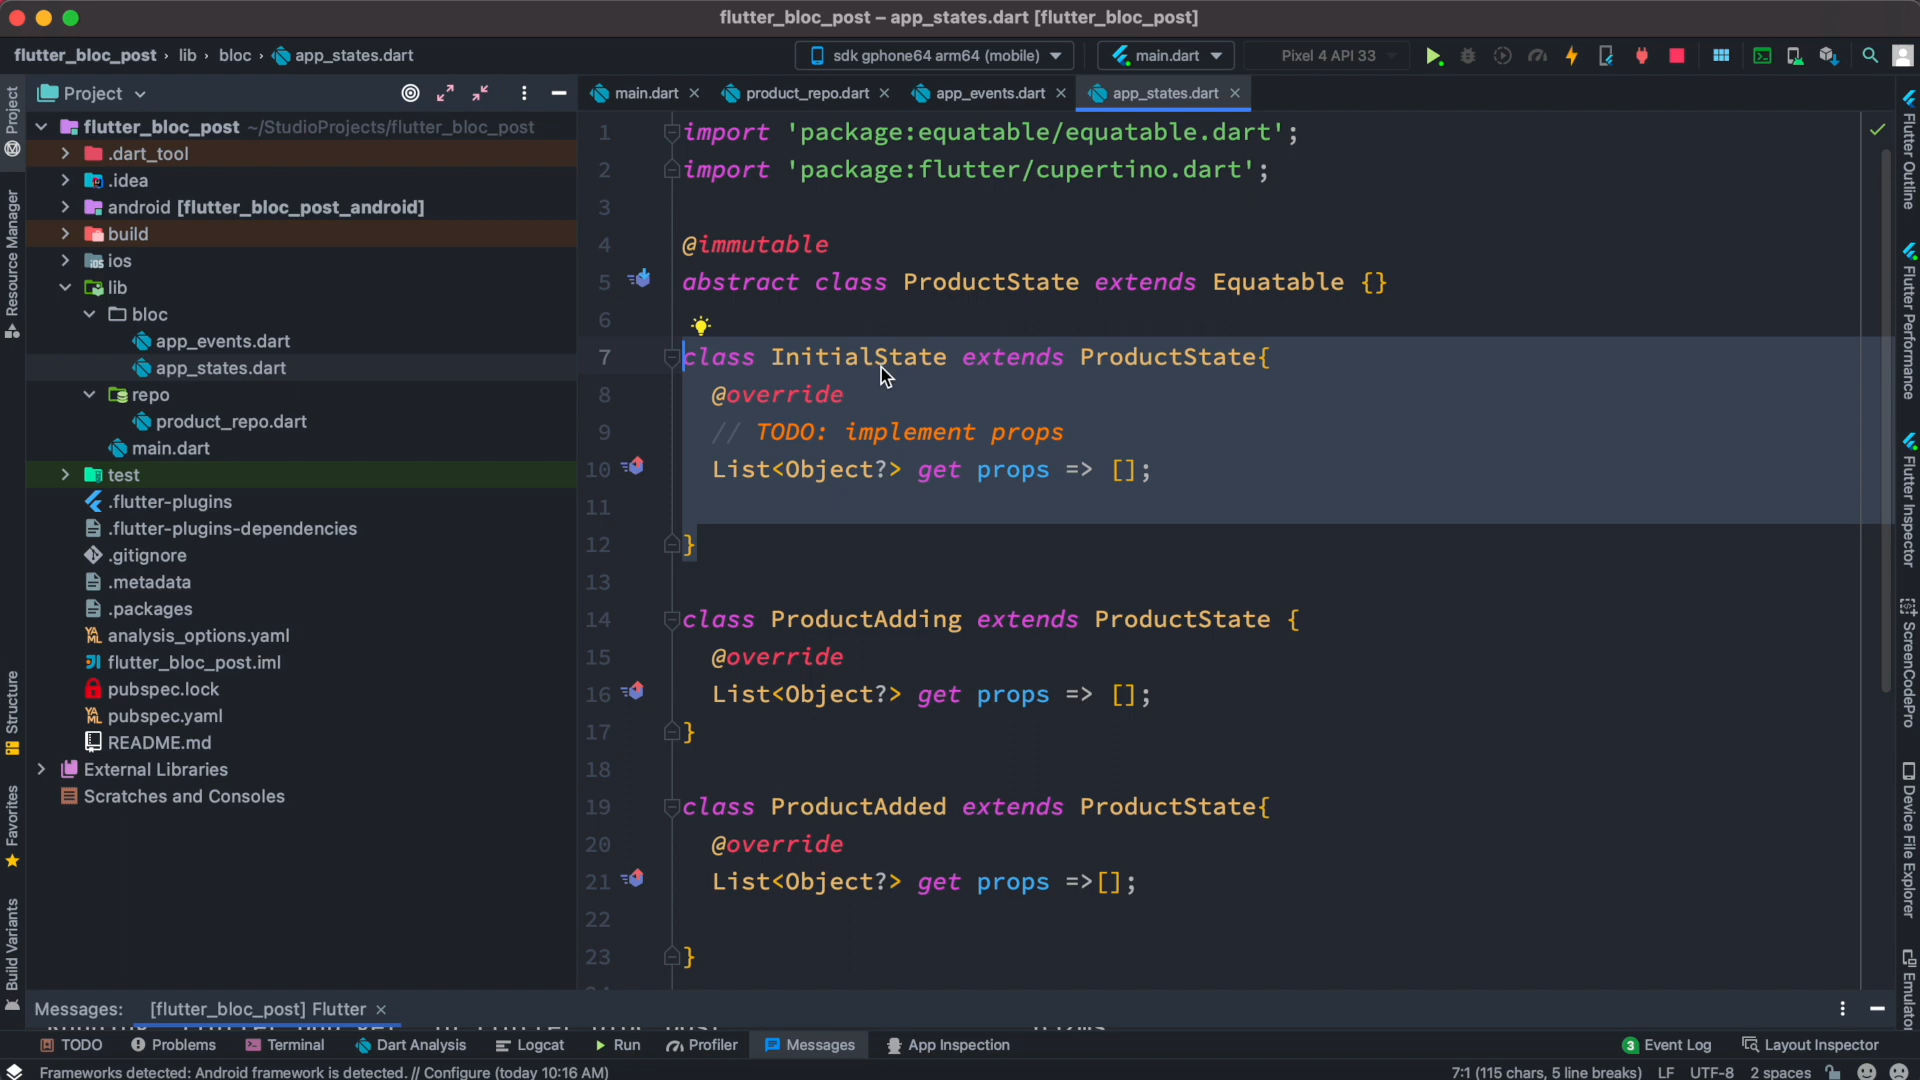 flutter_bloc_post – app_states.dart [flutter_bloc_post]
flutter_bloc_post › lib › bloc › app_states.dart
sdk gphone64 arm64 (mobile)
main.dart
Pixel 4 API 33
Project
main.dart
product_repo.dart
app_events.dart
app_states.dart
flutter_bloc_post ~/StudioProjects/flutter_bloc_post
.dart_tool
.idea
android [flutter_bloc_post_android]
build
ios
lib
bloc
app_events.dart
app_states.dart
repo
product_repo.dart
main.dart
test
.flutter-plugins
.flutter-plugins-dependencies
.gitignore
.metadata
.packages
analysis_options.yaml
flutter_bloc_post.iml
pubspec.lock
pubspec.yaml
README.md
External Libraries
Scratches and Consoles
Project
Resource Manager
Structure
Favorites
Build Variants
1 import 'package:equatable/equatable.dart';
2 import 'package:flutter/cupertino.dart';
3
4 @immutable
5 abstract class ProductState extends Equatable {}
6
7 class InitialState extends ProductState{
8 @override
9 // TODO: implement props
10 List<Object?> get props => [];
11
12 }
13
14 class ProductAdding extends ProductState {
15 @override
16 List<Object?> get props => [];
17 }
18
19 class ProductAdded extends ProductState{
20 @override
21 List<Object?> get props =>[];
22
23 }
Flutter Outline
Flutter Performance
Flutter Inspector
ScreenCodePro
Device File Explorer
Emulator
Messages: [flutter_bloc_post] Flutter
TODO
Problems
Terminal
Dart Analysis
Logcat
Run
Profiler
Messages
App Inspection
3 Event Log
Layout Inspector
Frameworks detected: Android framework is detected. // Configure (today 10:16 AM)
7:1 (115 chars, 5 line breaks) LF UTF-8 2 spaces